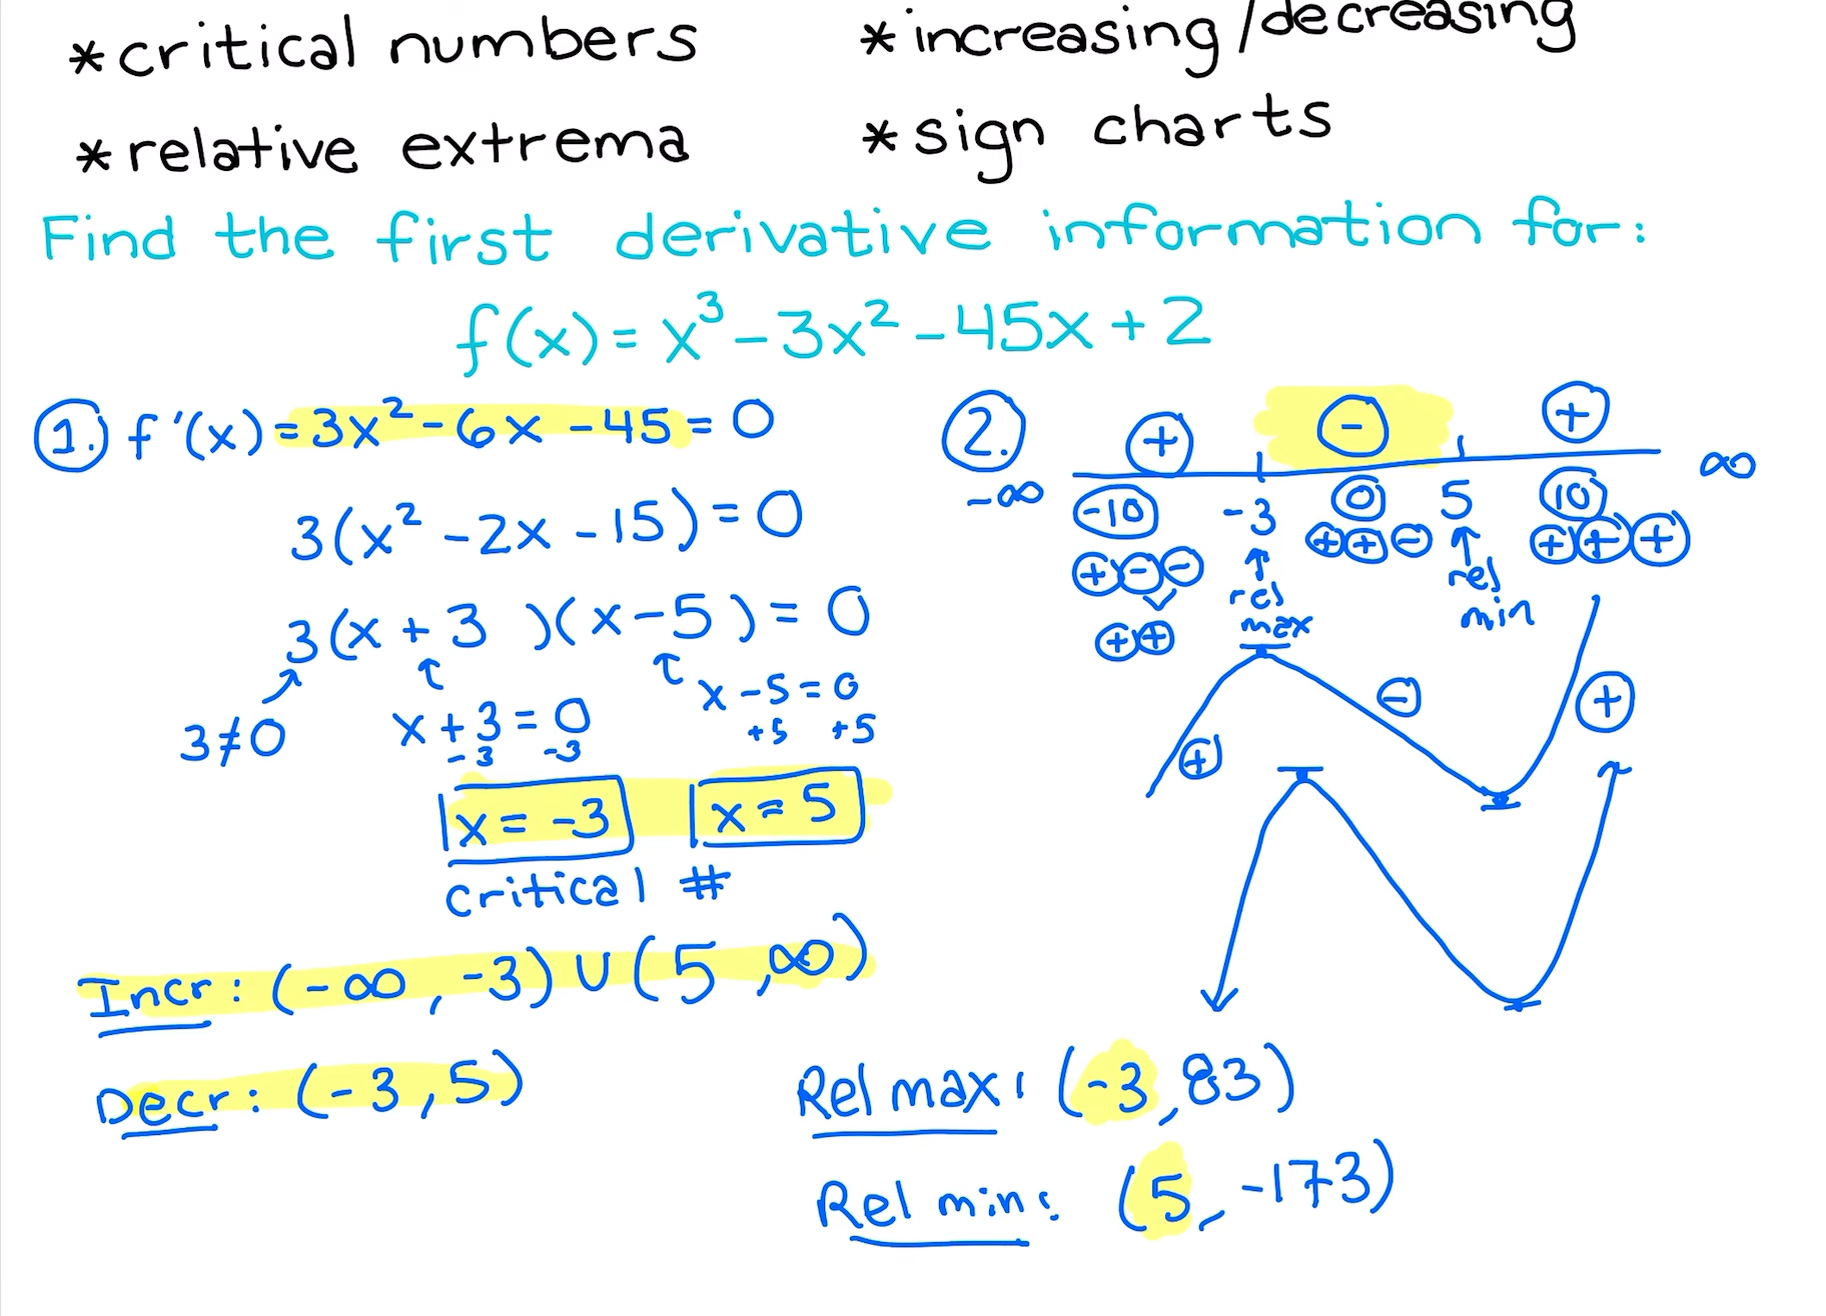 *critical numbers
*increasing/decreasing
*relative extrema
*sign charts
Find the first derivative information for:
f(x)= x³-3x²-45x+2
1.) f'(x)=3x²-6x-45=0
3(x²-2x-15)=0
3(x+3)(x-5)=0
3≠0
x+3=0
-3 -3
x-5=0
+5 +5
x=-3
x=5
critical #
Incr: (-∞,-3)∪(5,∞)
Decr: (-3,5)
2.
+ - +
-∞ -10 -3 0 5 10 ∞
+ - -
+ +
+ + -
+ + +
↑
rel
max
↑
rel
min
+
-
+
Rel max: (-3,83)
Rel min: (5,-173)